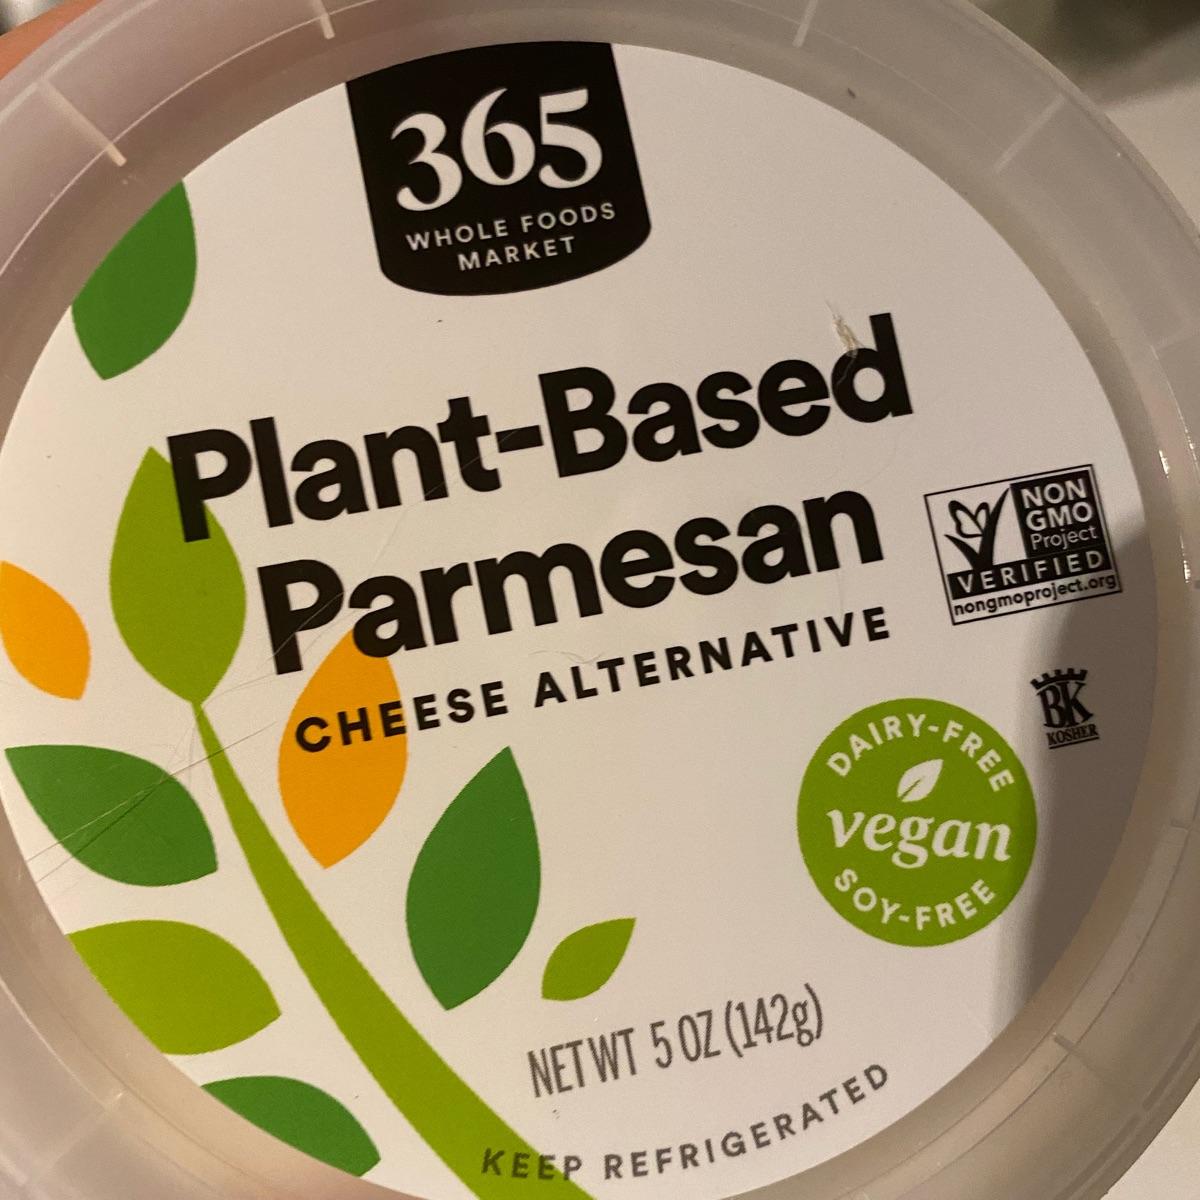 365
WHOLE FOODS
MARKET
Plant-Based
Parmesan
CHEESE ALTERNATIVE
NON
GMO
Project
VERIFIED
nongmoproject.org
BK
KOSHER
DAIRY-FREE
vegan
SOY-FREE
NET WT 5 OZ (142g)
KEEP REFRIGERATED